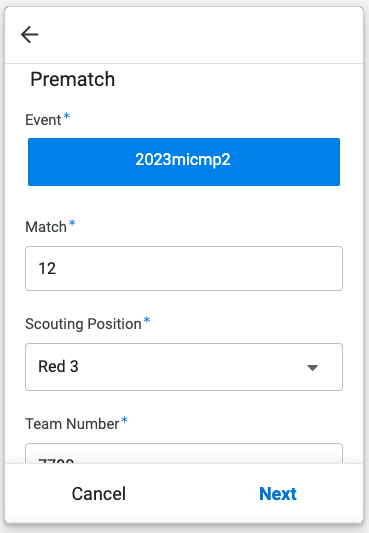 Prematch
Event*
2023micmp2
Match*
12
Scouting Position*
Red 3
Team Number*
Cancel
Next